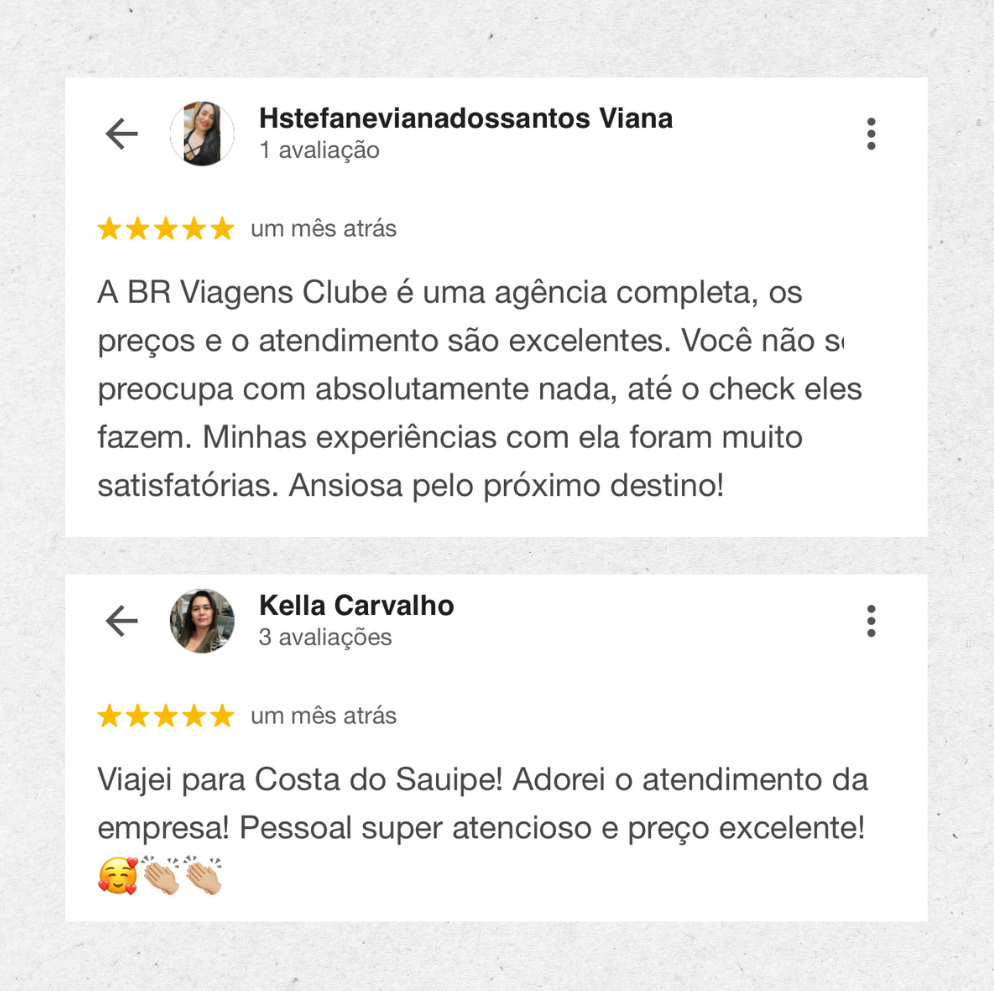 Hstefanevianadossantos Viana
1 avaliação
um mês atrás
A BR Viagens Clube é uma agência completa, os
preços e o atendimento são excelentes. Você não
preocupa com absolutamente nada, até o check eles
fazem. Minhas experiências com ela foram muito
satisfatórias. Ansiosa pelo próximo destino!
Kella Carvalho
3 avaliações
um mês atrás
Viajei para Costa do Sauipe! Adorei o atendimento da
empresa! Pessoal super atencioso e preço excelente!
🥰👏🏼👏🏼